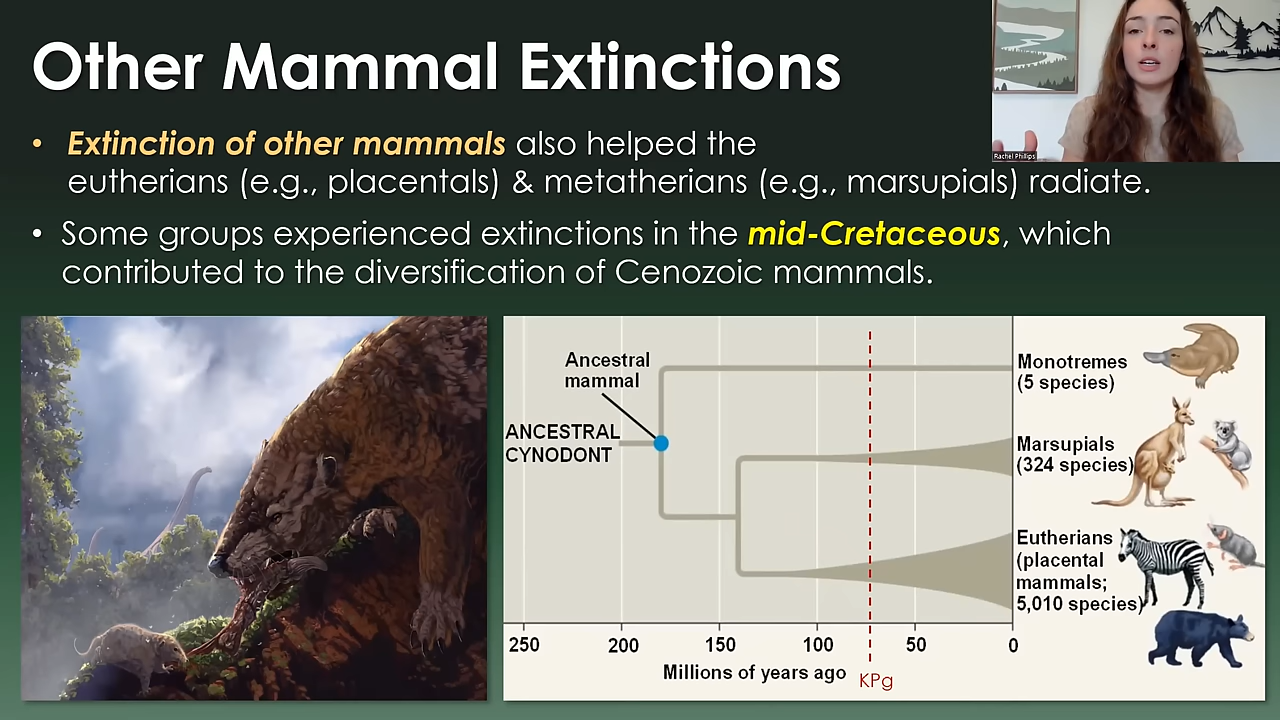 Other Mammal Extinctions
Rachel Phillips
• Extinction of other mammals also helped the
eutherians (e.g., placentals) & metatherians (e.g., marsupials) radiate.
• Some groups experienced extinctions in the mid-Cretaceous, which
contributed to the diversification of Cenozoic mammals.
Ancestral
mammal
ANCESTRAL
CYNODONT
Monotremes
(5 species)
Marsupials
(324 species)
Eutherians
(placental
mammals;
5,010 species)
250 200 150 100 50 0
Millions of years ago
KPg